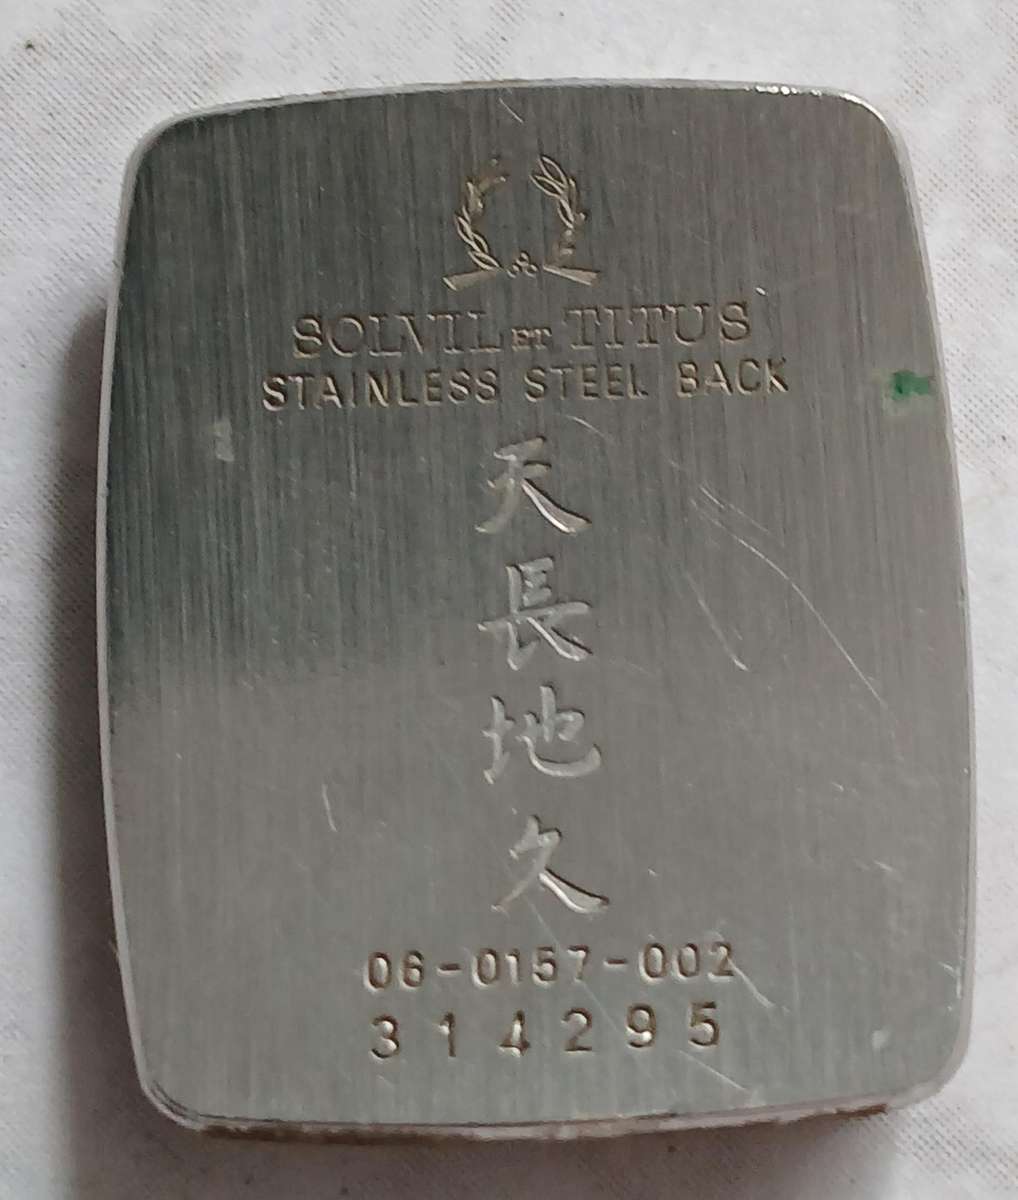 SOLVIL ET TITUS
STAINLESS STEEL BACK
天長地久
06-0157-002
314295